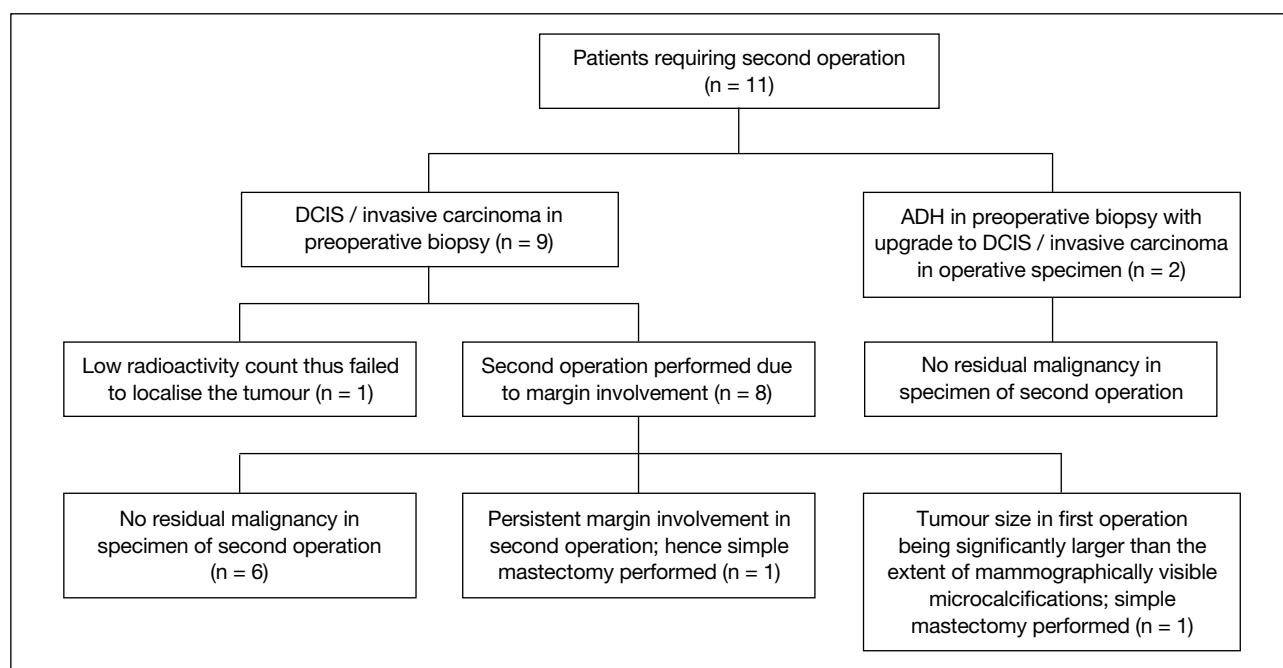 Patients requiring second operation
(n = 11)
DCIS / invasive carcinoma in
preoperative biopsy (n = 9)
ADH in preoperative biopsy with
upgrade to DCIS / invasive carcinoma
in operative specimen (n = 2)
Low radioactivity count thus failed
to localise the tumour (n = 1)
Second operation performed due
to margin involvement (n = 8)
No residual malignancy in
specimen of second operation
No residual malignancy in
specimen of second operation
(n = 6)
Persistent margin involvement in
second operation; hence simple
mastectomy performed (n = 1)
Tumour size in first operation
being significantly larger than the
extent of mammographically visible
microcalcifications; simple
mastectomy performed (n = 1)